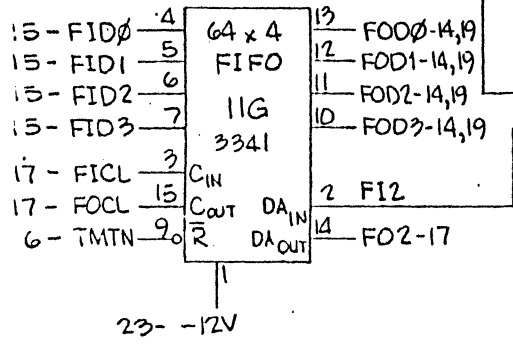 15-FIDØ 4 64 x 4 13 FODØ-14,19
15-FID1 5 FIFO 12 FOD1-14,19
15-FID2 6 11G 11 FOD2-14,19
15-FID3 7 3341 10 FOD3-14,19
17-FICL 3 CIN
17-FOCL 15 COUT DAIN 2 FI2
6-TMTN 9 R̅ DAOUT 14 FO2-17
1
23- -12V